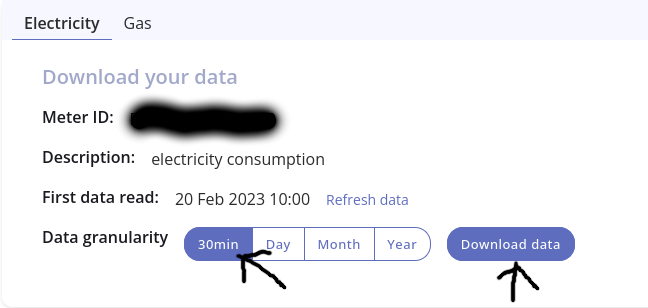 Electricity Gas
Download your data
Meter ID:
Description: electricity consumption
First data read: 20 Feb 2023 10:00 Refresh data
Data granularity 30min Day Month Year Download data